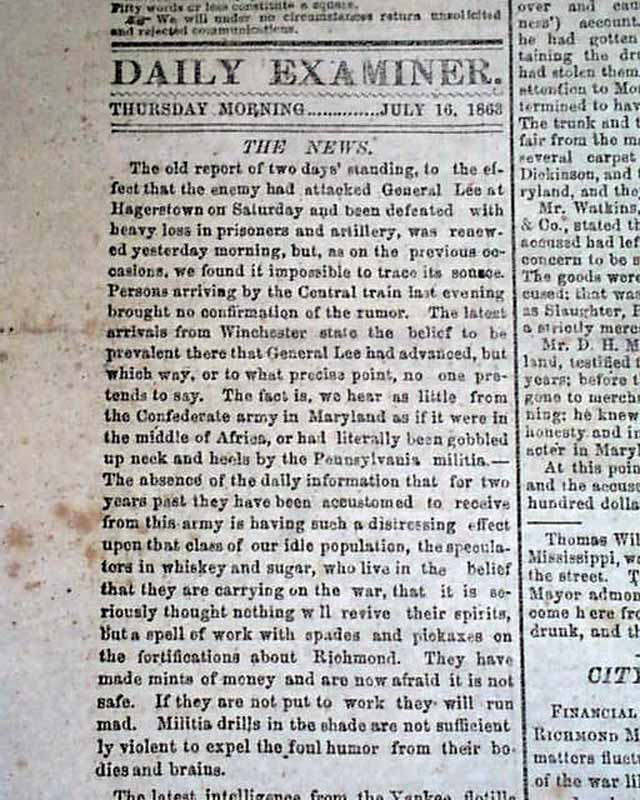 Fifty words or less constitute a square.
We will under no circumstances return unsolicited
and rejected communications.
DAILY EXAMINER.
THURSDAY MORNING..............JULY 16, 1863
THE NEWS.
The old report of two days' standing, to the ef-
fect that the enemy had attacked General Lee at
Hagerstown on Saturday and been defeated with
heavy loss in prisoners and artillery, was renew-
ed yesterday morning, but, as on the previous oc-
casions, we found it impossible to trace its source.
Persons arriving by the Central train last evening
brought no confirmation of the rumor. The latest
arrivals from Winchester state the belief to be
prevalent there that General Lee had advanced, but
which way, or to what precise point, no one pre-
tends to say. The fact is, we hear as little from
the Confederate army in Maryland as if it were in
the middle of Africa, or had literally been gobbled
up neck and heels by the Pennsylvania militia.—
The absence of the daily information that for two
years past they have been accustomed to receive
from this army is having such a distressing effect
upon that class of our idle population, the specula-
tors in whiskey and sugar, who live in the belief
that they are carrying on the war, that it is se-
riously thought nothing w ll revive their spirits,
but a spell of work with spades and pickaxes on
the fortifications about Richmond. They have
made mints of money and are now afraid it is not
safe. If they are not put to work they will run
mad. Militia drills in the shade are not sufficient
ly violent to expel the foul humor from their bo-
dies and brains.
The latest intelligence from the Yankee flotilla
over and
ness') account.
he had gotten
taining the
had stolen them
attention to
termined to
The trunk and
fair from the
several carpet
Dickinson, and
ryland, and the
Mr. Watkins,
& Co., stated
accused had left
concern to be
The goods were
cused; that was
as Slaughter,
a strictly
Mr. D. H. M
land, testified
years; before
gone to
ning; he knew
honesty and
acter in
At this
and the
hundred
Thomas
Mississippi,
the street.
Mayor
come here
drunk, and
CITY
FINANCIAL
RICHMOND
matters
of the war